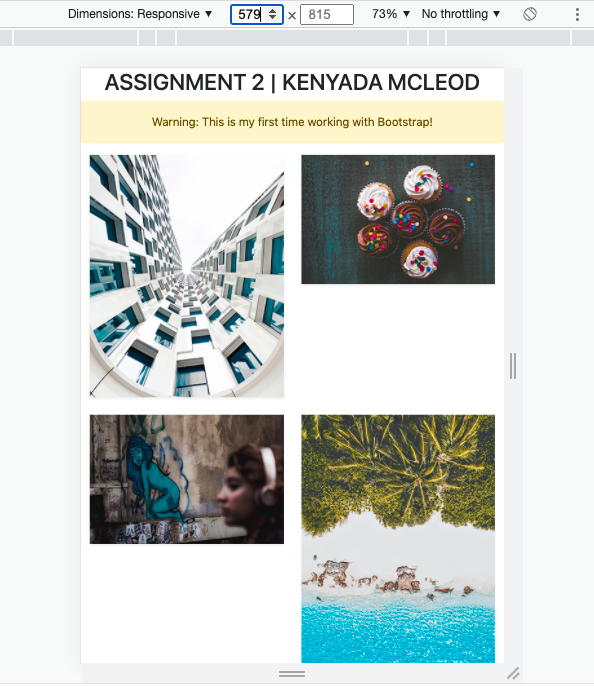 Dimensions: Responsive ▼ 579 × 815 73% ▼ No throttling ▼
ASSIGNMENT 2 | KENYADA MCLEOD
Warning: This is my first time working with Bootstrap!